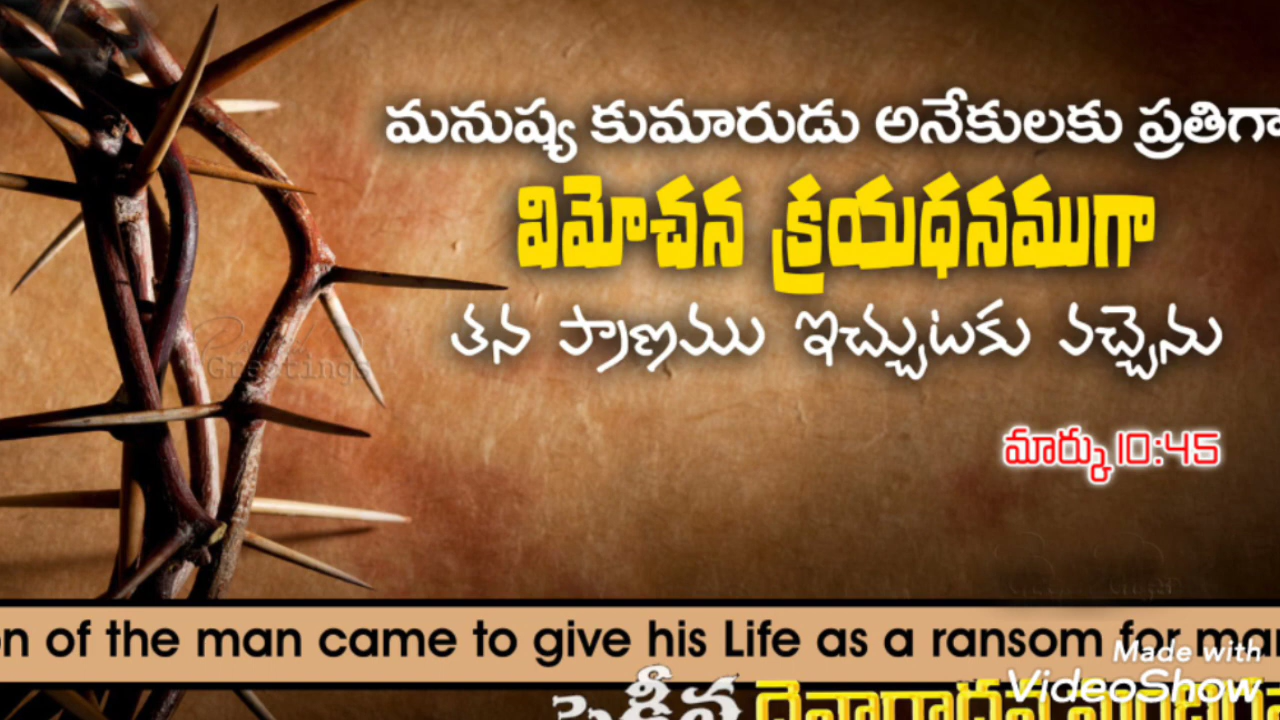 మనుష్య కుమారుడు అనేకులకు ప్రతిగా
విమోచన క్రయధనముగా
తన ప్రాణము ఇచ్చుటకు వచ్చెను
మార్కు 10:45
Greetings
of the man came to give his Life as a ransom for
Made with
VideoShow